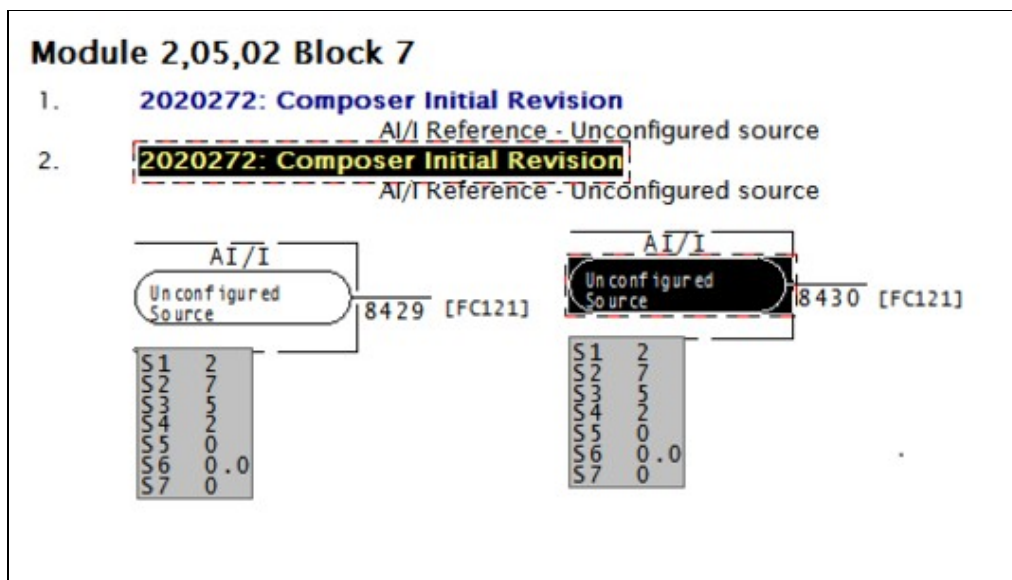 Module 2,05,02 Block 7
1. 2020272: Composer Initial Revision
AI/I Reference - Unconfigured source
2. 2020272: Composer Initial Revision
AI/I Reference - Unconfigured source
AI/I
Unconfigured
Source
8429 [FC121]
S1 2
S2 7
S3 5
S4 2
S5 0
S6 0.0
S7 0
AI/I
Unconfigured
Source
8430 [FC121]
S1 2
S2 7
S3 5
S4 2
S5 0
S6 0.0
S7 0